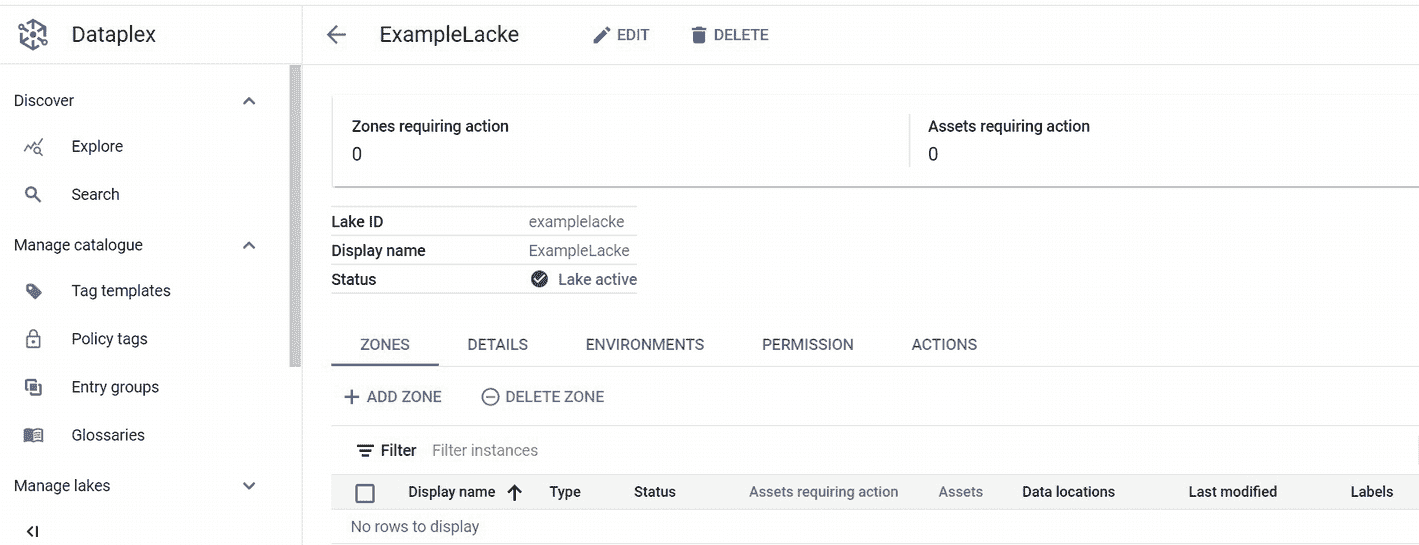 Dataplex
ExampleLacke
EDIT
DELETE
Discover
Explore
Search
Manage catalogue
Tag templates
Policy tags
Entry groups
Glossaries
Manage lakes
Zones requiring action
0
Assets requiring action
0
Lake ID examplelacke
Display name ExampleLacke
Status Lake active
ZONES DETAILS ENVIRONMENTS PERMISSION ACTIONS
ADD ZONE DELETE ZONE
Filter Filter instances
Display name Type Status Assets requiring action Assets Data locations Last modified Labels
No rows to display